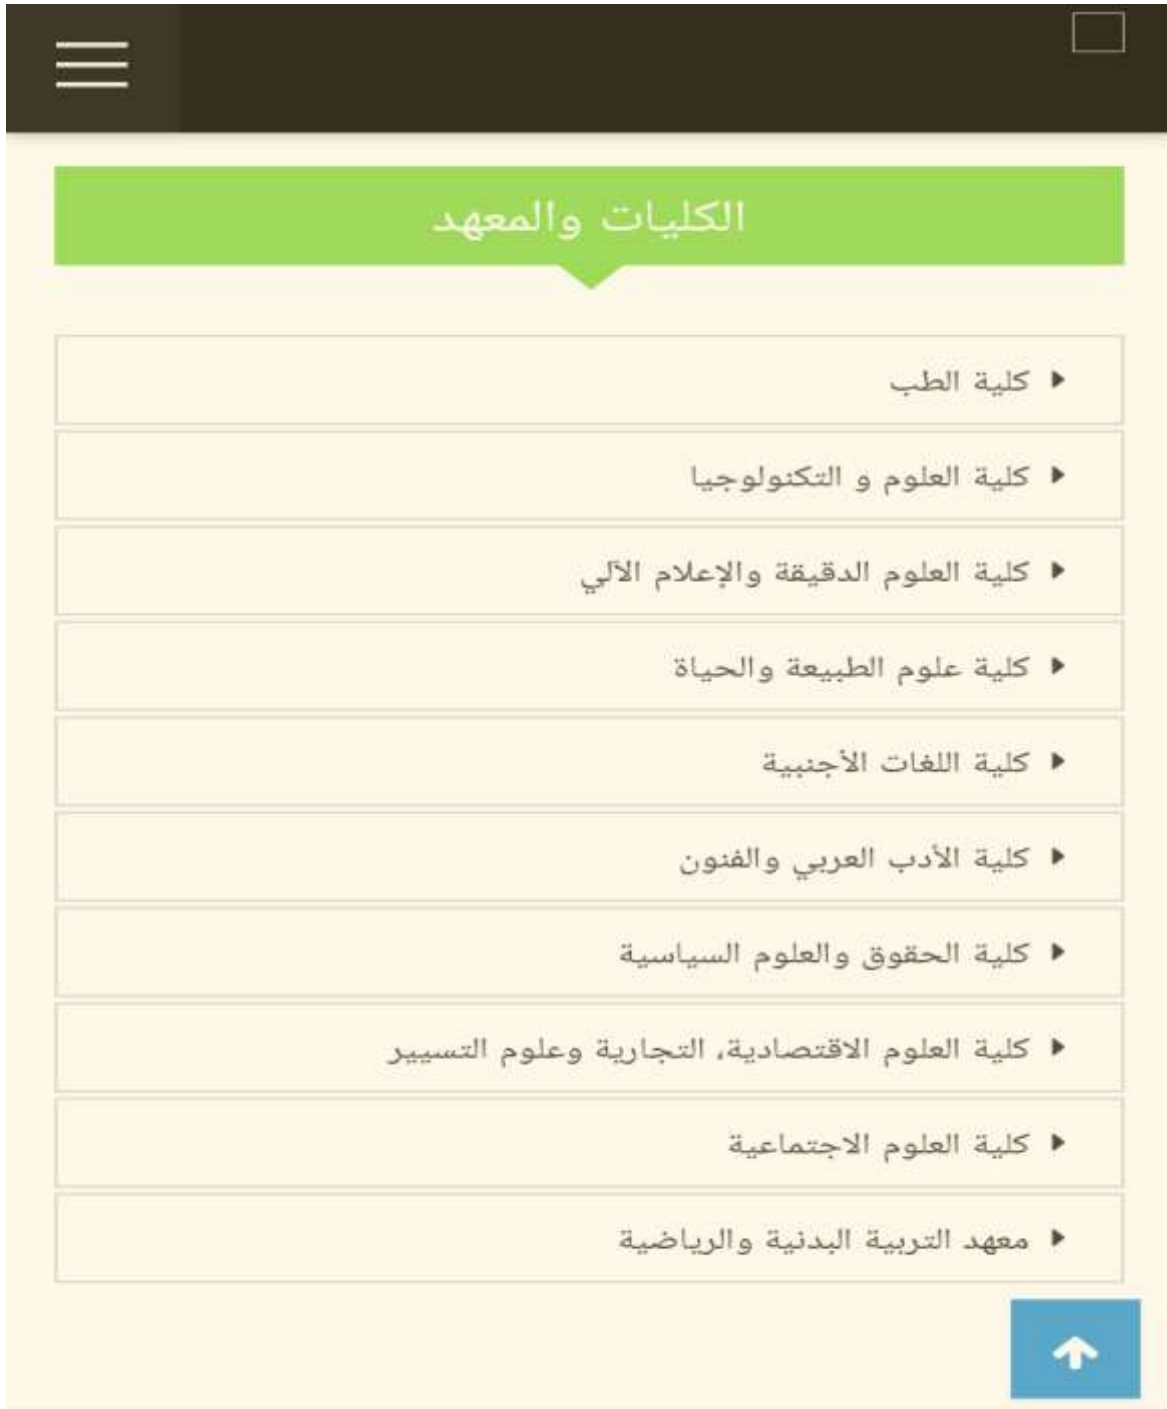 الكليات والمعهد
كلية الطب
كلية العلوم و التكنولوجيا
كلية العلوم الدقيقة والإعلام الآلي
كلية علوم الطبيعة والحياة
كلية اللغات الأجنبية
كلية الأدب العربي والفنون
كلية الحقوق والعلوم السياسية
كلية العلوم الاقتصادية، التجارية وعلوم التسيير
كلية العلوم الاجتماعية
معهد التربية البدنية والرياضية